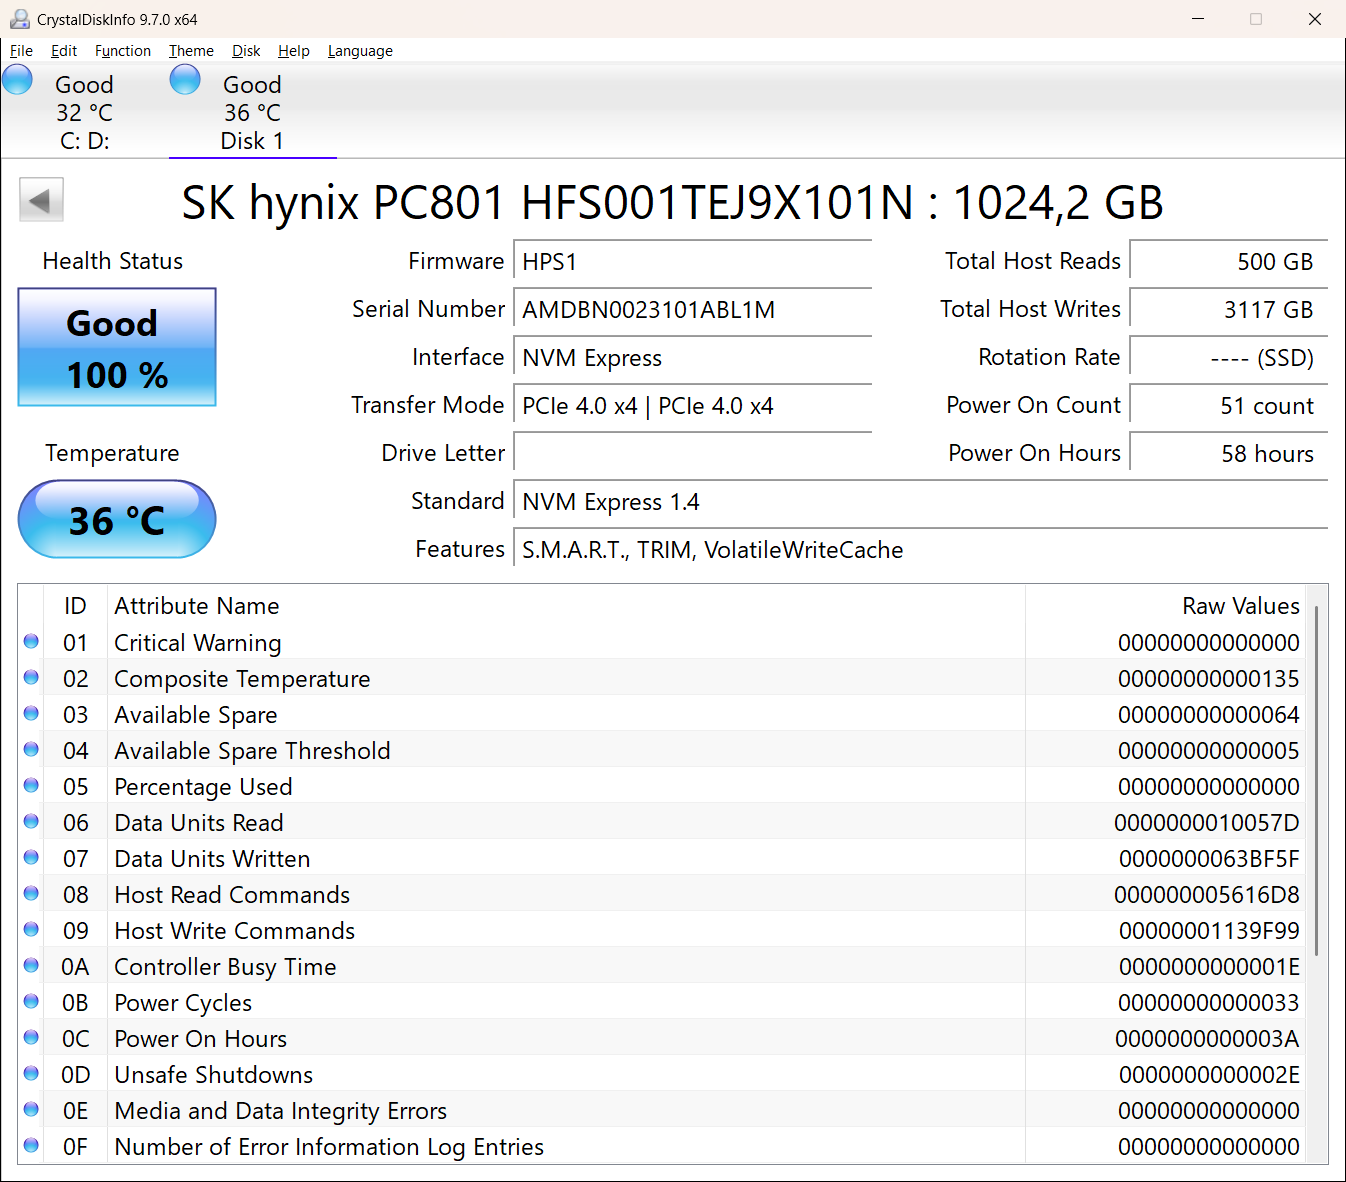 CrystalDiskInfo 9.7.0 x64
File Edit Function Theme Disk Help Language
Good Good
32 °C 36 °C
C: D: Disk 1
SK hynix PC801 HFS001TEJ9X101N : 1024,2 GB
Health Status Firmware HPS1 Total Host Reads 500 GB
Good Serial Number AMDBN0023101ABL1M Total Host Writes 3117 GB
100 % Interface NVM Express Rotation Rate ---- (SSD)
Transfer Mode PCIe 4.0 x4 | PCIe 4.0 x4 Power On Count 51 count
Temperature Drive Letter Power On Hours 58 hours
36 °C Standard NVM Express 1.4
Features S.M.A.R.T., TRIM, VolatileWriteCache
ID Attribute Name Raw Values
01 Critical Warning 00000000000000
02 Composite Temperature 00000000000135
03 Available Spare 00000000000064
04 Available Spare Threshold 00000000000005
05 Percentage Used 00000000000000
06 Data Units Read 0000000010057D
07 Data Units Written 0000000063BF5F
08 Host Read Commands 000000005616D8
09 Host Write Commands 00000001139F99
0A Controller Busy Time 0000000000001E
0B Power Cycles 00000000000033
0C Power On Hours 0000000000003A
0D Unsafe Shutdowns 0000000000002E
0E Media and Data Integrity Errors 00000000000000
0F Number of Error Information Log Entries 00000000000000